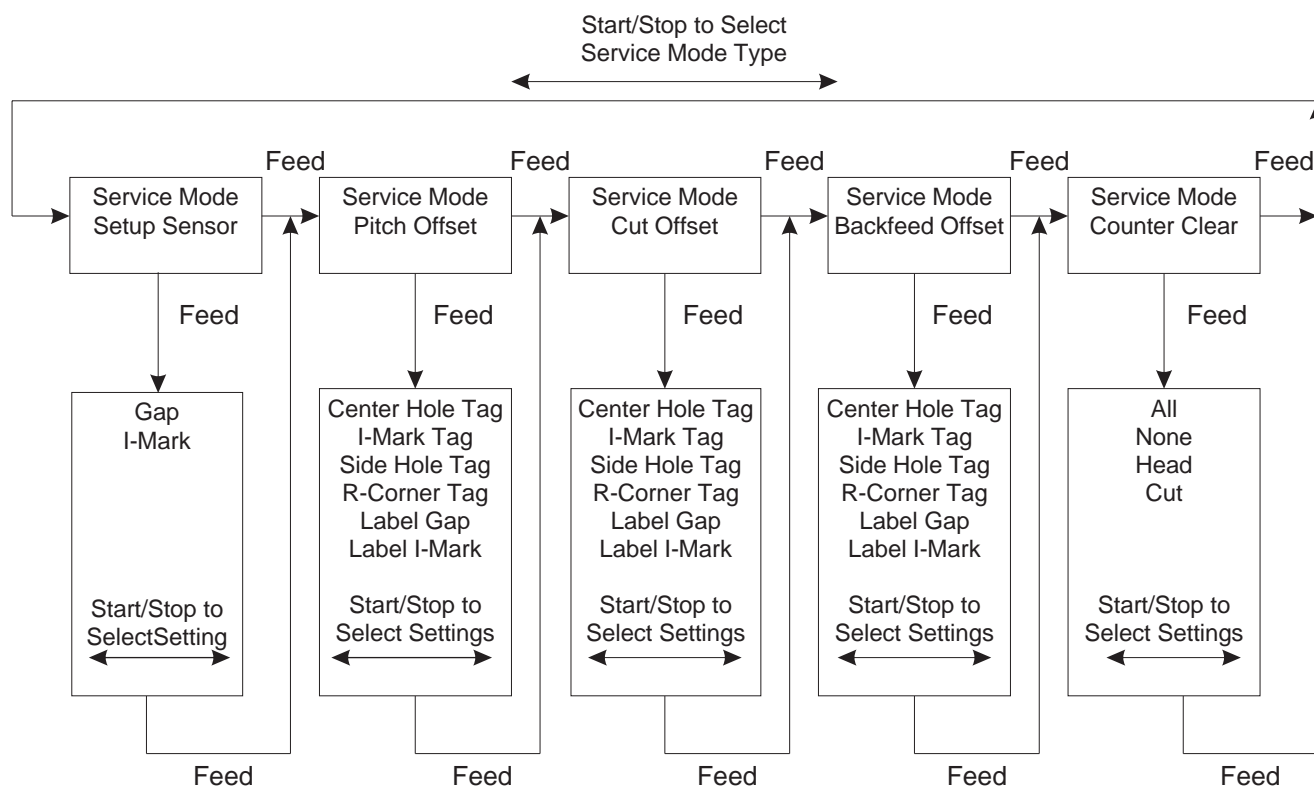 Start/Stop to Select
Service Mode Type
Feed
Feed
Feed
Feed
Feed
Service Mode
Setup Sensor
Service Mode
Pitch Offset
Service Mode
Cut Offset
Service Mode
Backfeed Offset
Service Mode
Counter Clear
Feed
Feed
Feed
Feed
Feed
Gap
I-Mark
Start/Stop to
SelectSetting
Center Hole Tag
I-Mark Tag
Side Hole Tag
R-Corner Tag
Label Gap
Label I-Mark
Start/Stop to
Select Settings
Center Hole Tag
I-Mark Tag
Side Hole Tag
R-Corner Tag
Label Gap
Label I-Mark
Start/Stop to
Select Settings
Center Hole Tag
I-Mark Tag
Side Hole Tag
R-Corner Tag
Label Gap
Label I-Mark
Start/Stop to
Select Settings
All
None
Head
Cut
Start/Stop to
Select Settings
Feed
Feed
Feed
Feed
Feed